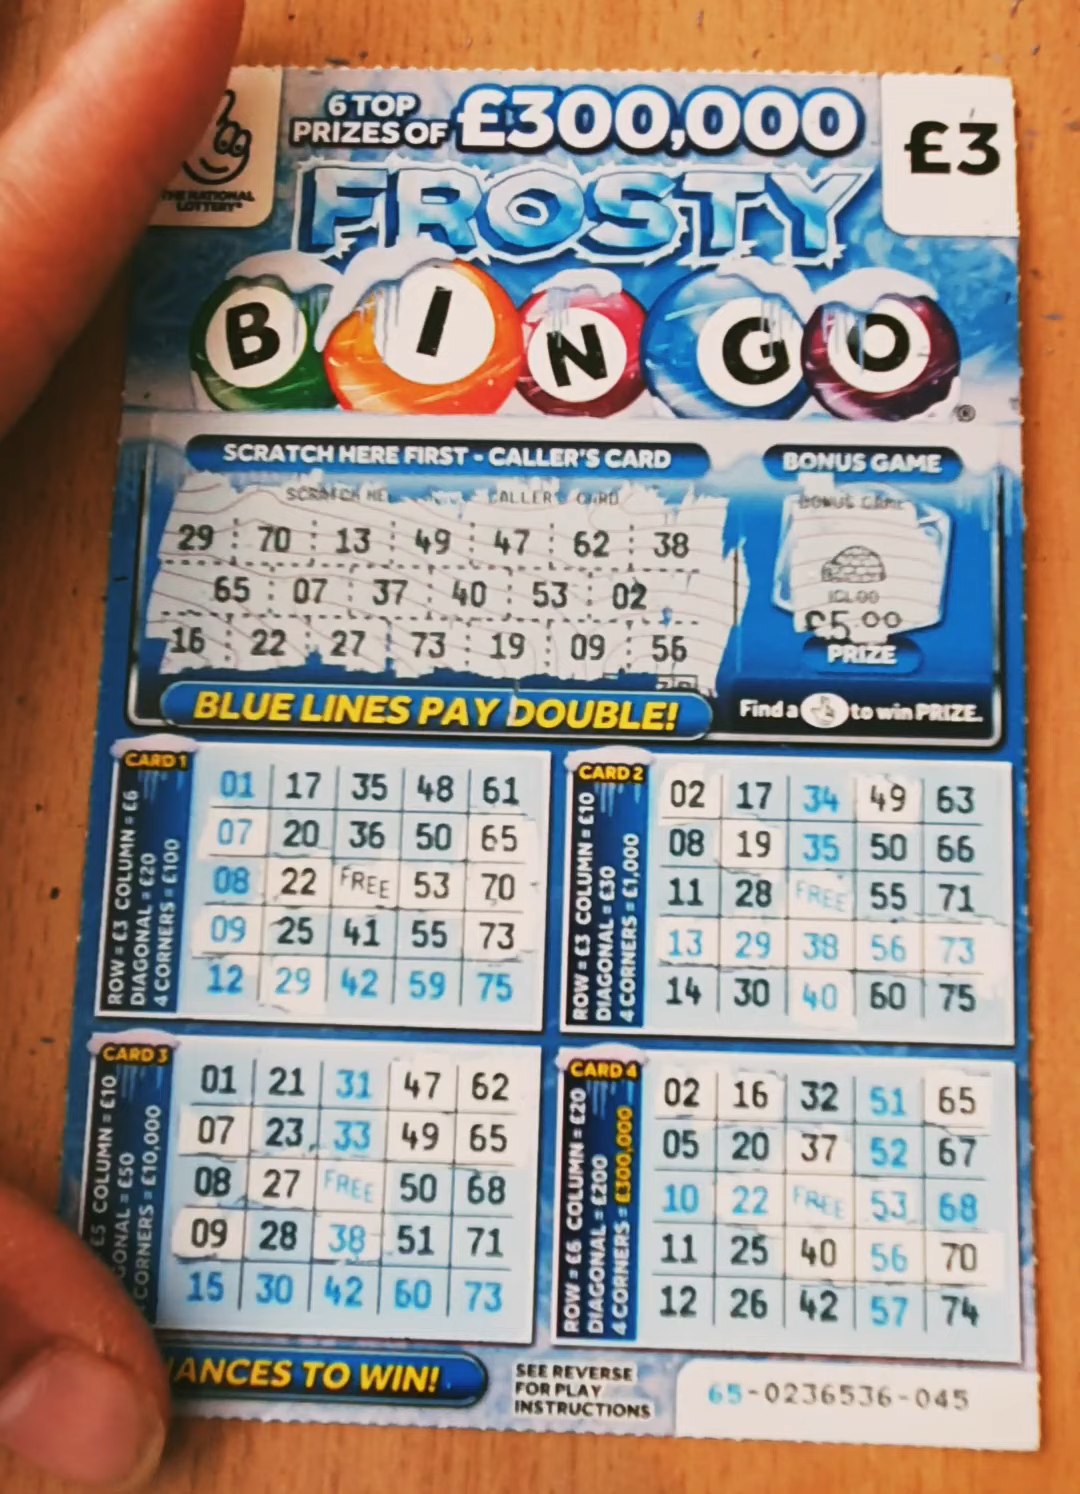 THE NATIONAL
LOTTERY®
6 TOP
PRIZES OF £300,000
£3
FROSTY
BINGO®
SCRATCH HERE FIRST - CALLER'S CARD
BONUS GAME
CALLER'S CARD
BONUS GAME
29 70 13 49 47 62 38
65 07 37 40 53 02
16 22 27 73 19 09 56
IGLOO
£5.00
PRIZE
BLUE LINES PAY DOUBLE!
Find a to win PRIZE.
CARD 1
ROW = £3 COLUMN = £6
DIAGONAL = £20
4 CORNERS = £100
01 17 35 48 61
07 20 36 50 65
08 22 FREE 53 70
09 25 41 55 73
12 29 42 59 75
CARD 2
ROW = £3 COLUMN = £10
DIAGONAL = £30
4 CORNERS = £1,000
02 17 34 49 63
08 19 35 50 66
11 28 FREE 55 71
13 29 38 56 73
14 30 40 60 75
CARD 3
£5 COLUMN = £10
GONAL = £50
CORNERS = £10,000
01 21 31 47 62
07 23 33 49 65
08 27 FREE 50 68
09 28 38 51 71
15 30 42 60 73
CARD 4
ROW = £6 COLUMN = £20
DIAGONAL = £200
4 CORNERS = £300,000
02 16 32 51 65
05 20 37 52 67
10 22 FREE 53 68
11 25 40 56 70
12 26 42 57 74
ANCES TO WIN!
SEE REVERSE
FOR PLAY
INSTRUCTIONS
65-0236536-045